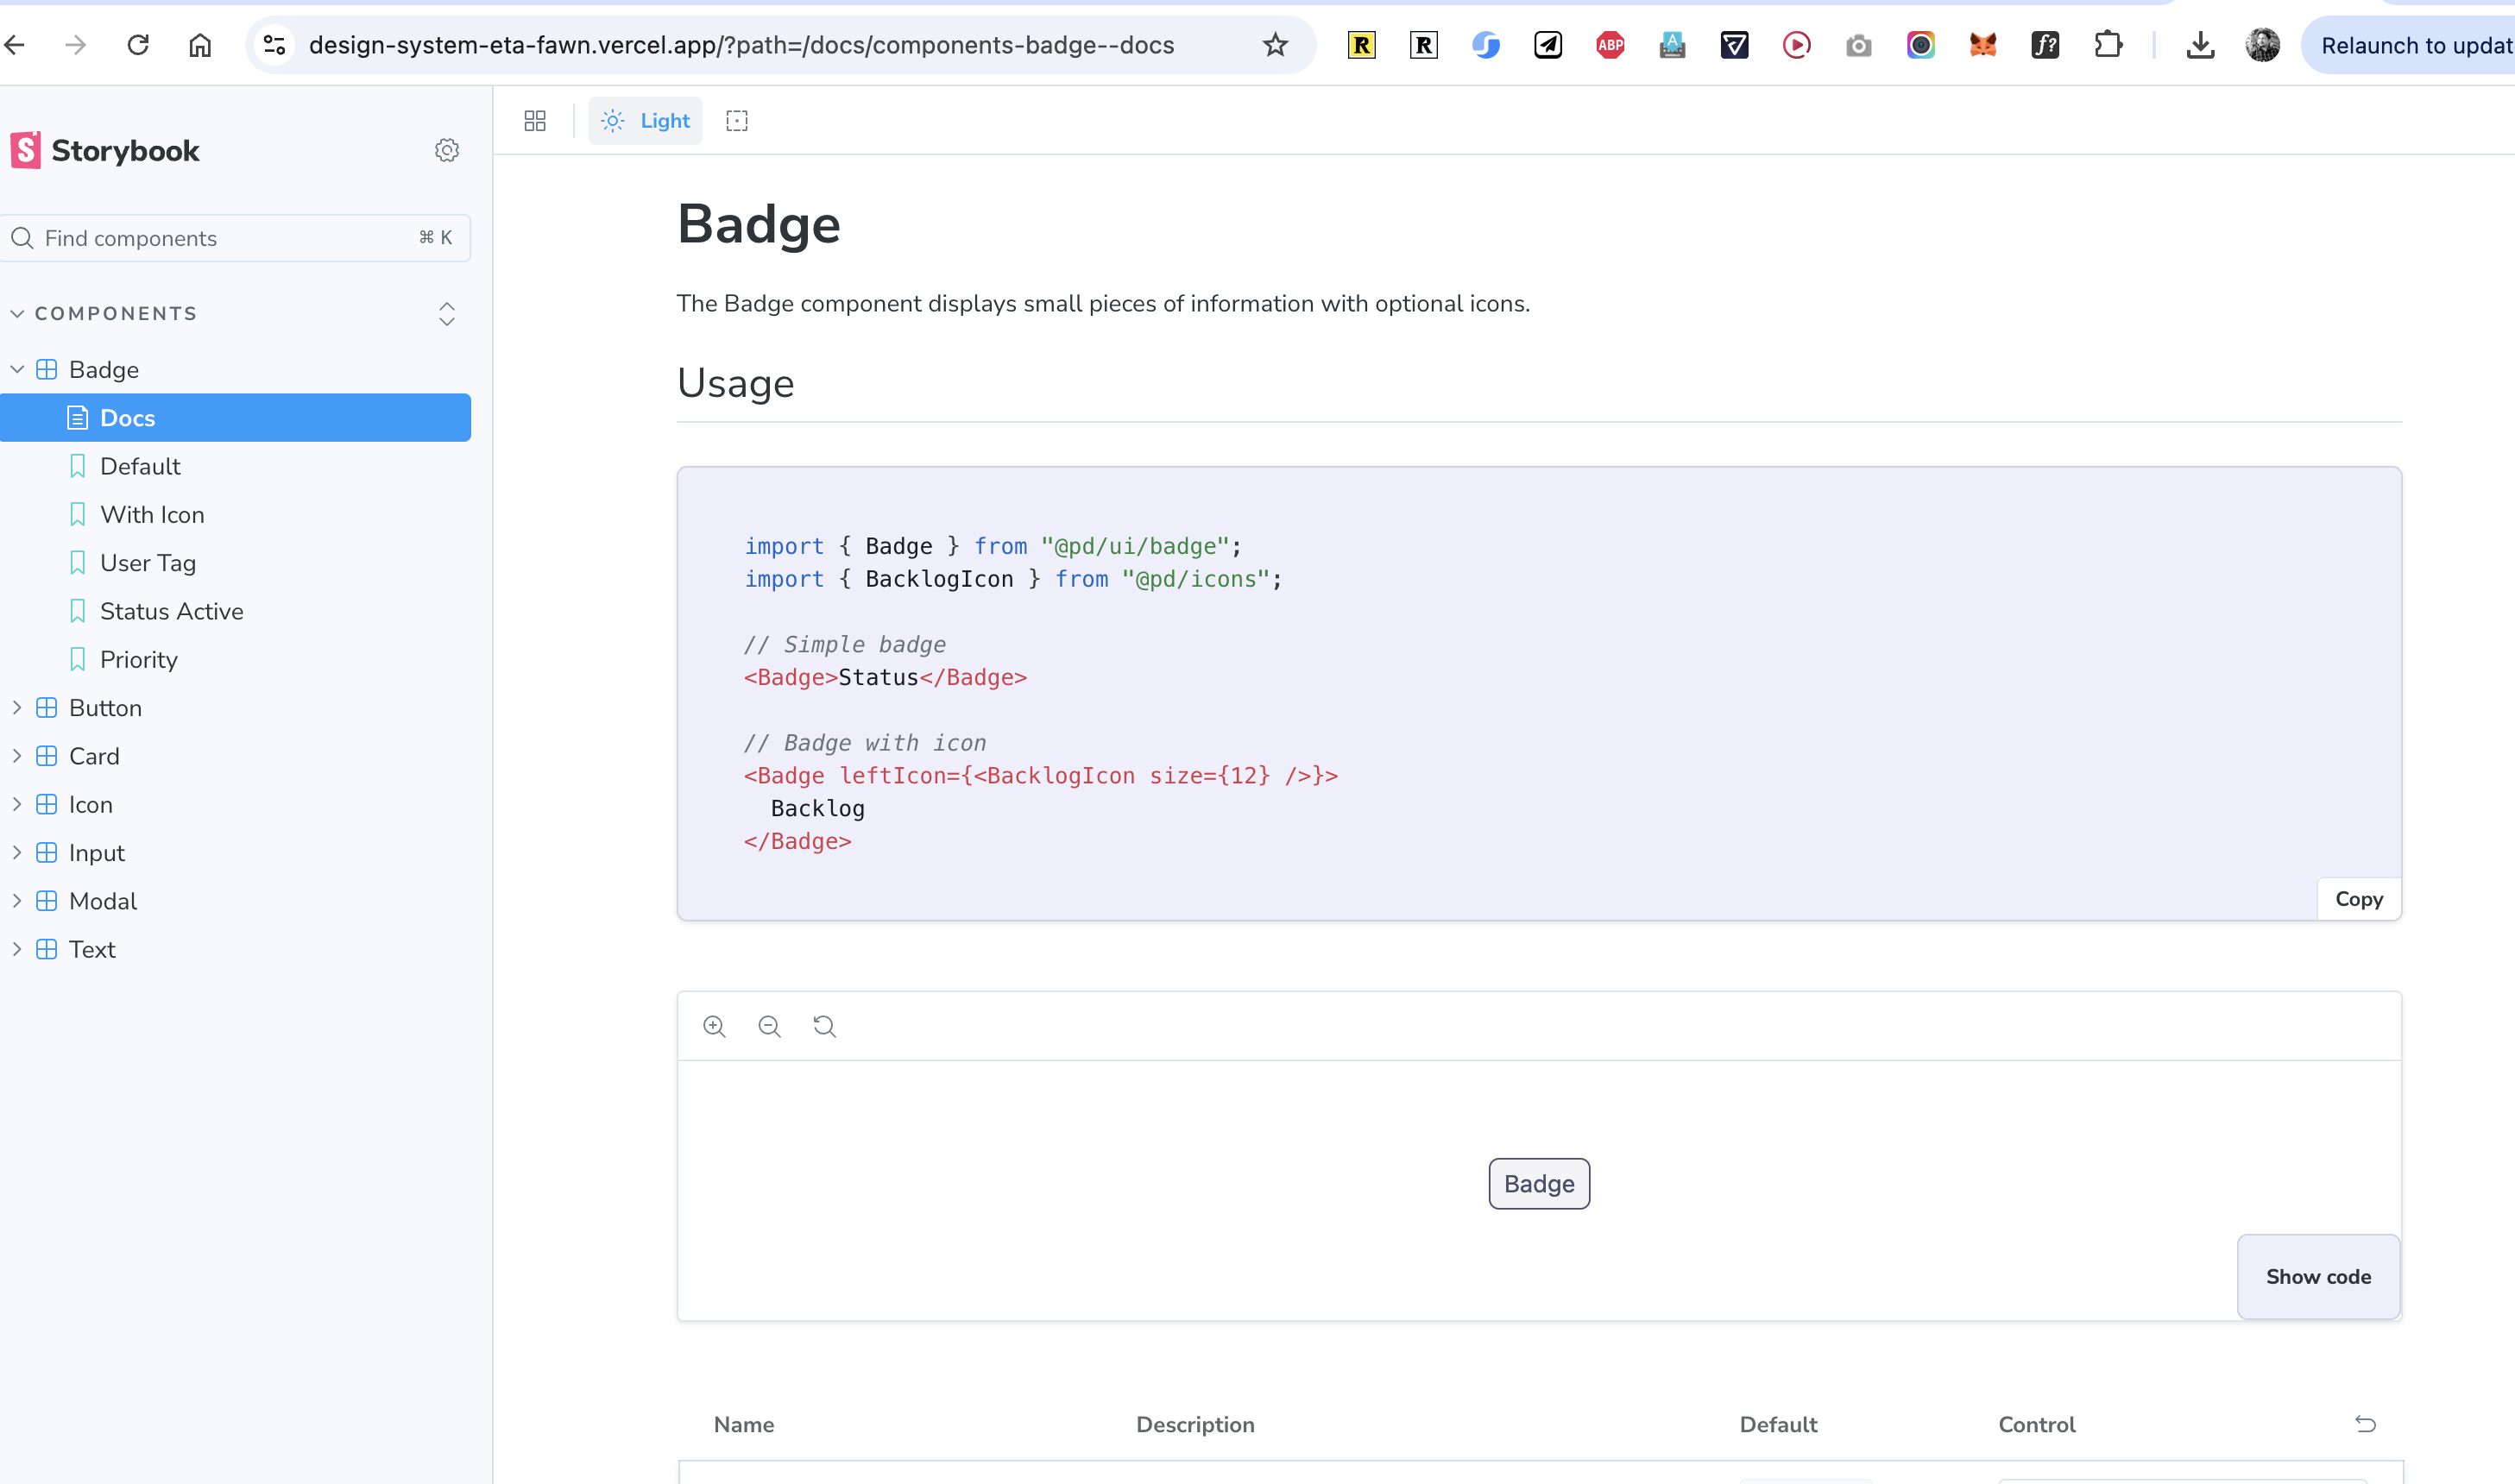 design-system-eta-fawn.vercel.app/?path=/docs/components-badge--docs
R
R
ABP
A
f?
Relaunch to updat
S
Storybook
Find components
⌘ K
COMPONENTS
Badge
Docs
Default
With Icon
User Tag
Status Active
Priority
Button
Card
Icon
Input
Modal
Text
Light
Badge
The Badge component displays small pieces of information with optional icons.
Usage
import { Badge } from "@pd/ui/badge";
import { BacklogIcon } from "@pd/icons";
// Simple badge
<Badge>Status</Badge>
// Badge with icon
<Badge leftIcon={<BacklogIcon size={12} />}>
Backlog
</Badge>
Copy
Badge
Show code
Name Description Default Control